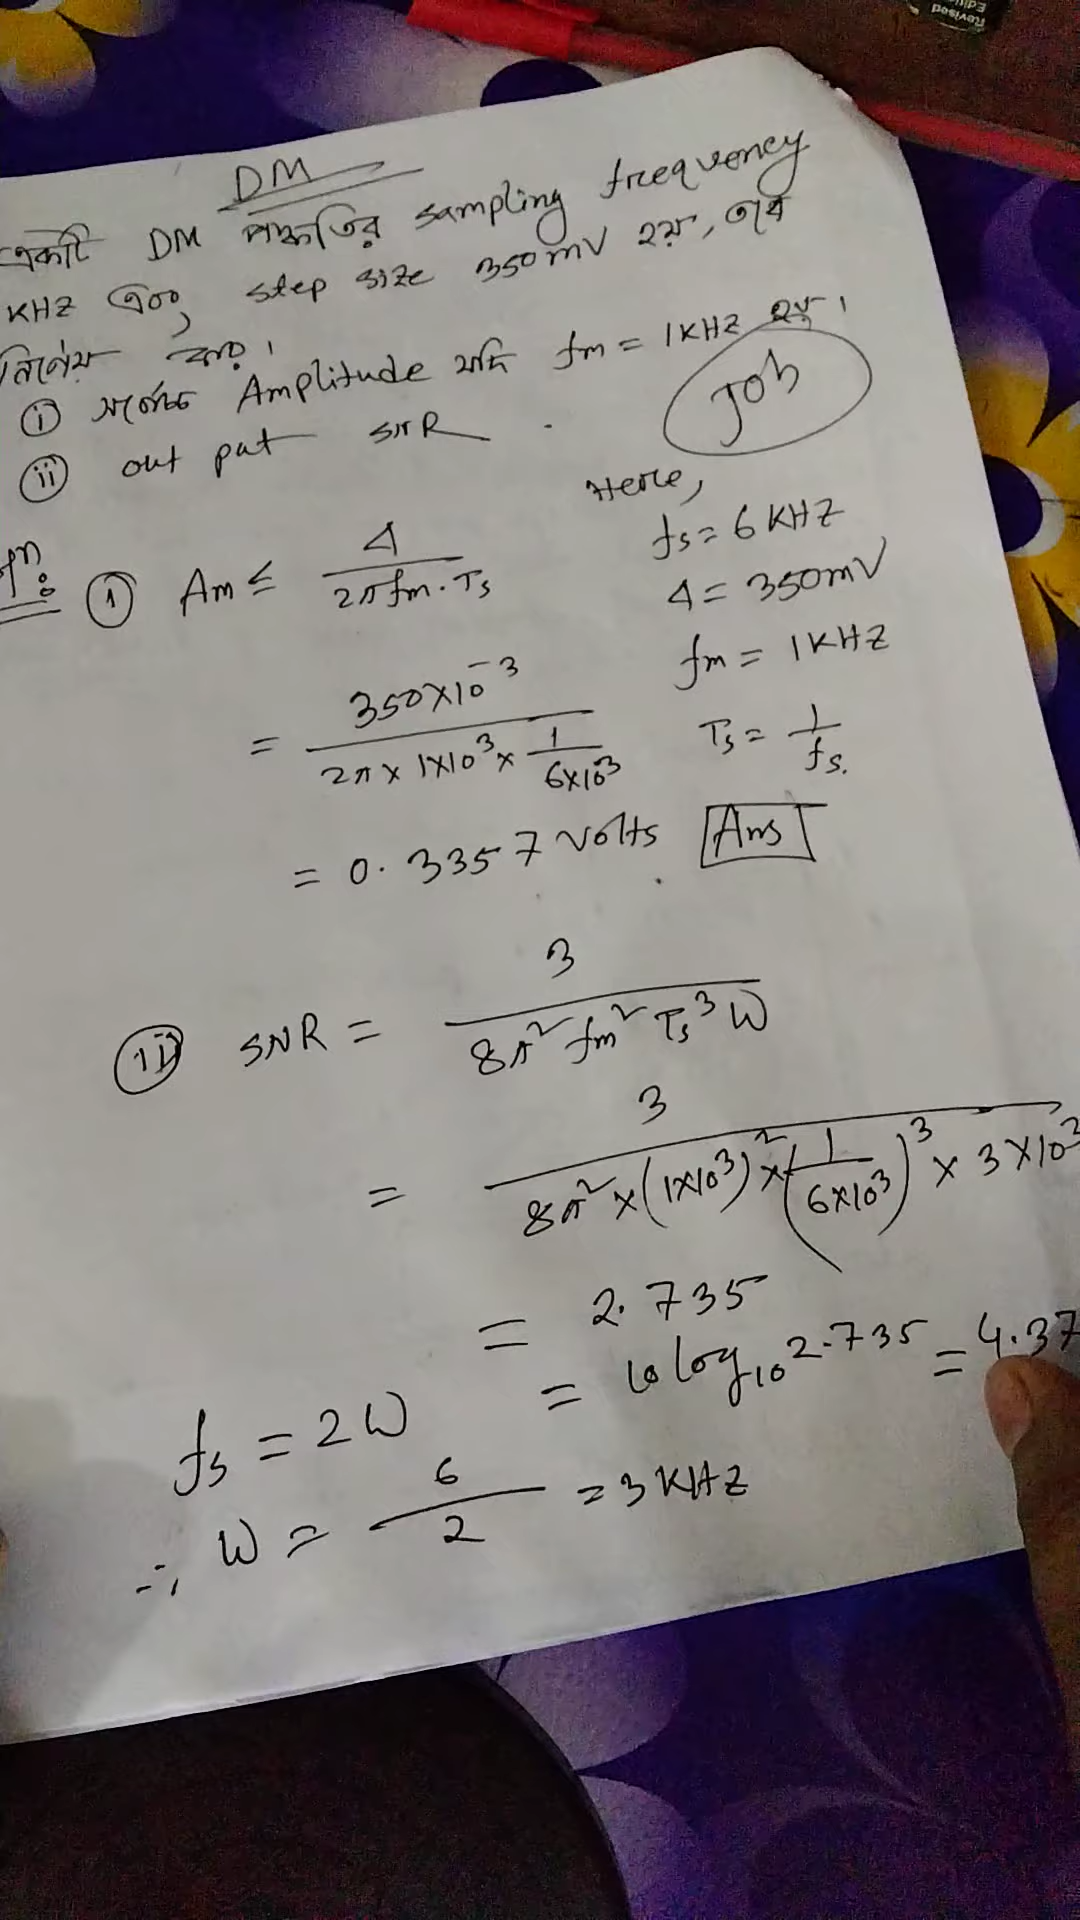 Revised
DM
একটি DM পদ্ধতির sampling frequency
KHZ এবং step size 350mV হয়, তবে
নির্ণয় কর।
(i) সর্বোচ্চ Amplitude যদি fm = 1KHZ হয়।
(ii) out put SNR
Job
Here,
fs = 6 KHZ
Δ = 350mV
fm = 1KHZ
Ts = 1/fs.
(1) Am ≤ Δ / 2π fm. Ts
= 350×10⁻³ / 2π × 1×10³ × 1/6×10³
= 0.3357 volts Ans
(ii) SNR = 3 / 8π² fm² Ts³ W
= 3 / 8π² × (1×10³)² × (1/6×10³)³ × 3×10³
= 2.735
= 10 log₁₀ 2.735 = 4.37
fs = 2W
∴, W = 6/2 = 3 KHZ